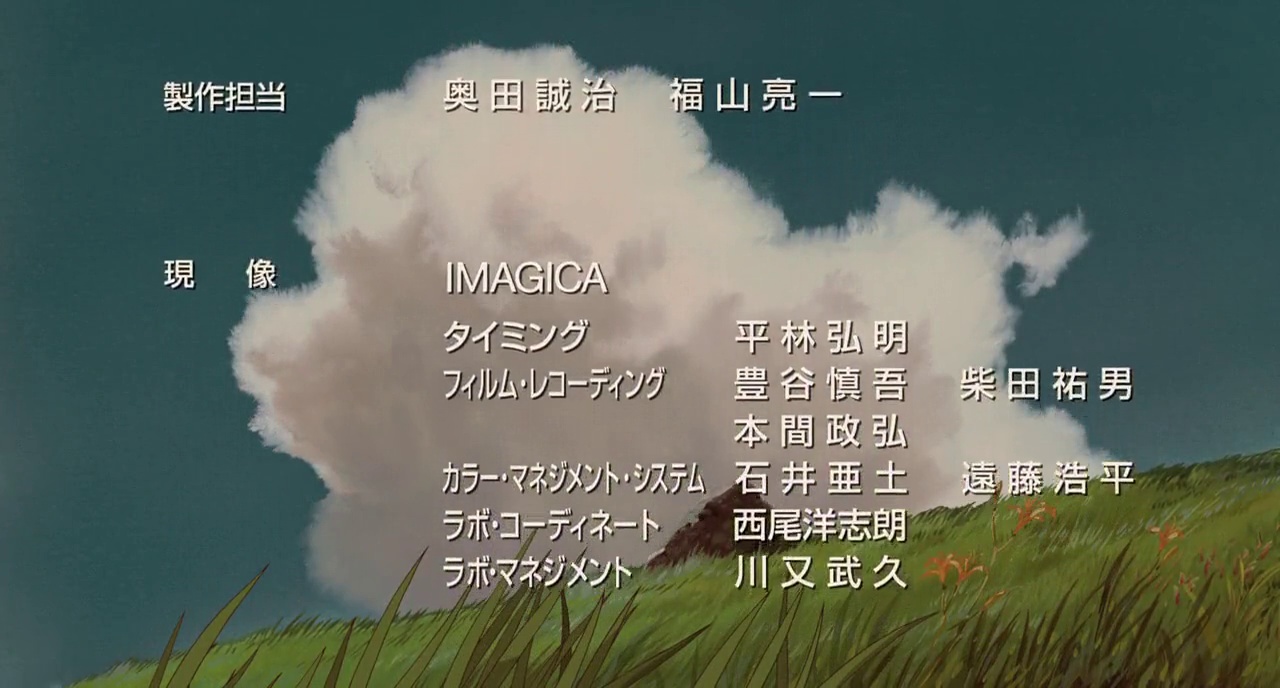 製作担当 奥田誠治 福山亮一
現像 IMAGICA
タイミング 平林弘明
フィルム・レコーディング 豊谷慎吾 柴田祐男
本間政弘
カラー・マネジメント・システム 石井亜土 遠藤浩平
ラボ・コーディネート 西尾洋志朗
ラボ・マネジメント 川又武久